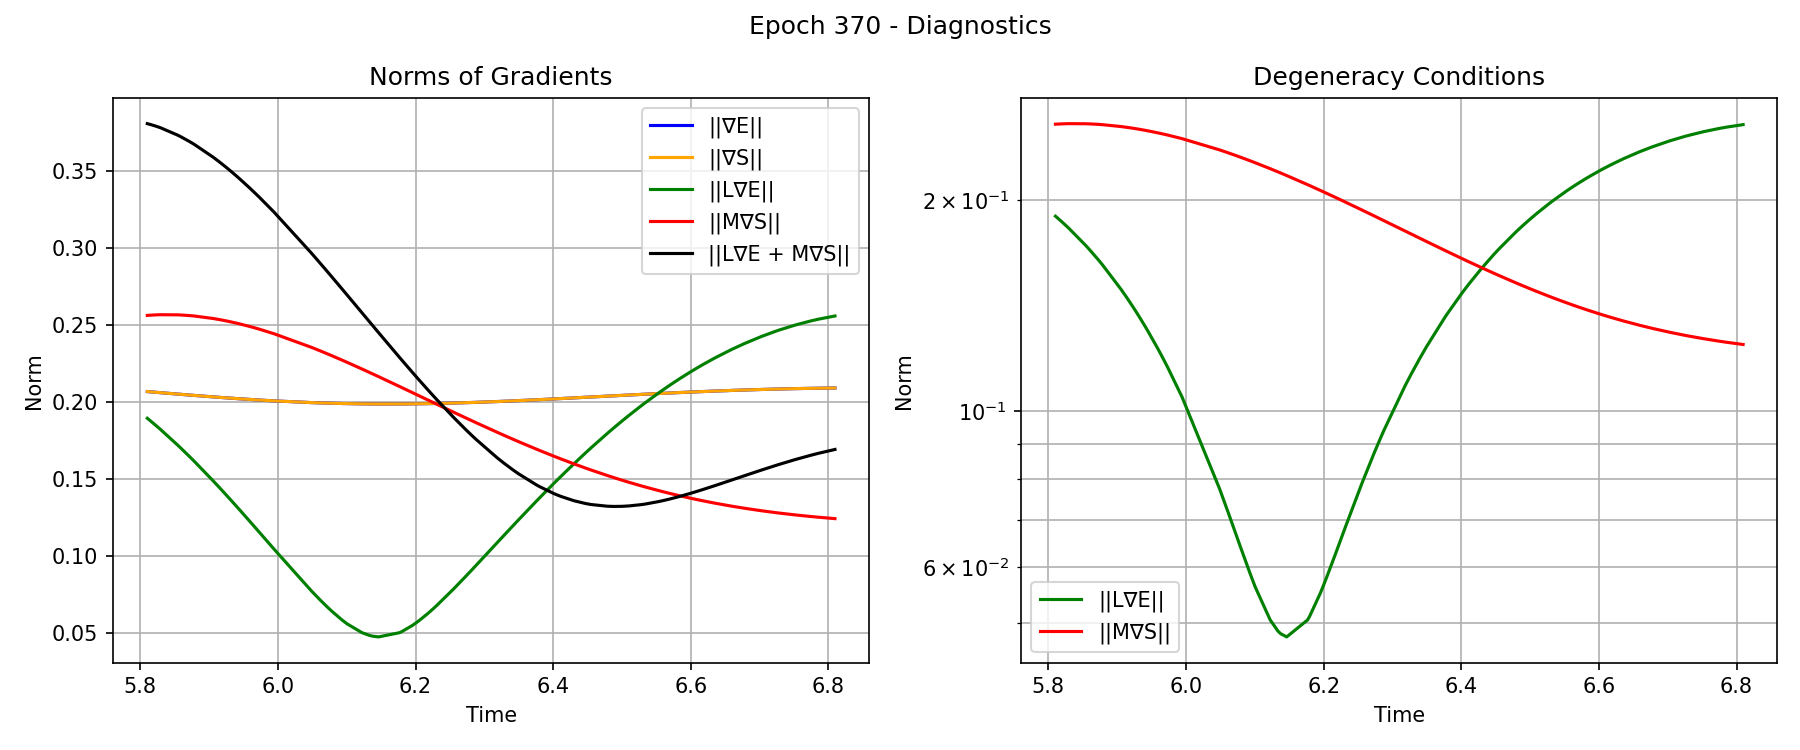 Epoch 370 - Diagnostics
Norms of Gradients
Norm
0.35
0.30
0.25
0.20
0.15
0.10
0.05
||∇E||
||∇S||
||L∇E||
||M∇S||
||L∇E + M∇S||
5.8 6.0 6.2 6.4 6.6 6.8
Time
Degeneracy Conditions
Norm
2 × 10⁻¹
10⁻¹
6 × 10⁻²
||L∇E||
||M∇S||
5.8 6.0 6.2 6.4 6.6 6.8
Time